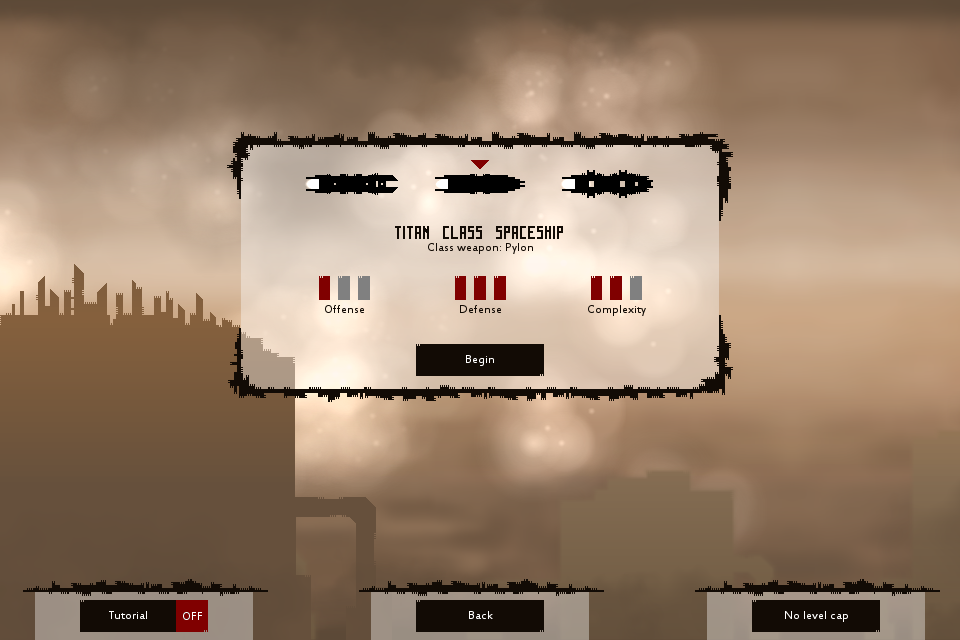 TITAN CLASS SPACESHIP
Class weapon: Pylon
Offense Defense Complexity
Begin
Tutorial OFF Back No level cap